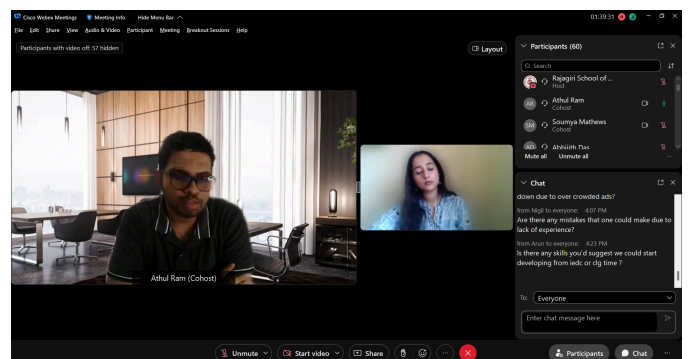 Cisco Webex Meetings Meeting Info Hide Menu Bar 01:39:31
File Edit Share View Audio & Video Participant Meeting Breakout Sessions Help
Participants with video off: 57 hidden
Layout
Athul Ram (Cohost)
Participants (60)
Search
Rajagiri School of ...
Host
AR Athul Ram
Cohost
SM Soumya Mathews
Cohost
AD Abhijith Das
Mute all Unmute all ...
Chat
down due to over crowded ads?
from Nigil to everyone: 4:07 PM
Are there any mistakes that one could make due to
lack of experience?
from Arun to everyone: 4:23 PM
Is there any skills you'd suggest we could start
developing from iedc or clg time ?
To: Everyone
Enter chat message here
Unmute Start video Share ... Participants Chat ...